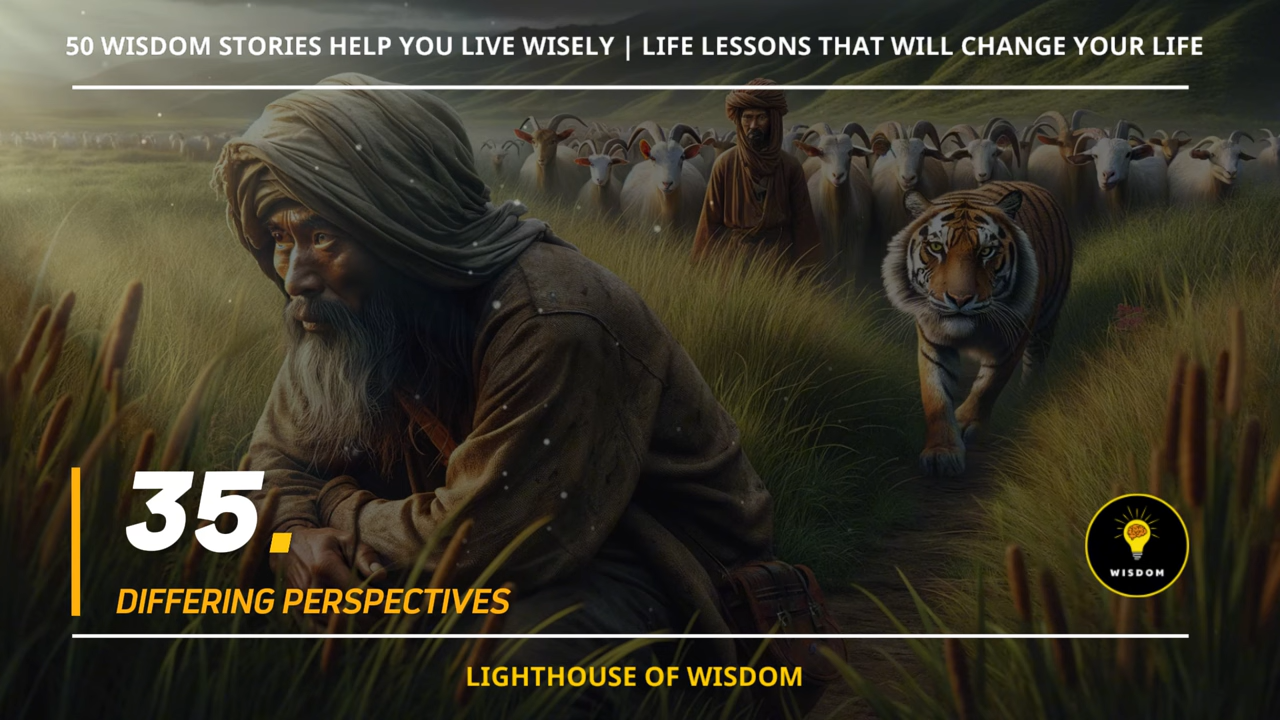 50 WISDOM STORIES HELP YOU LIVE WISELY | LIFE LESSONS THAT WILL CHANGE YOUR LIFE
35.
DIFFERING PERSPECTIVES
WISDOM
LIGHTHOUSE OF WISDOM